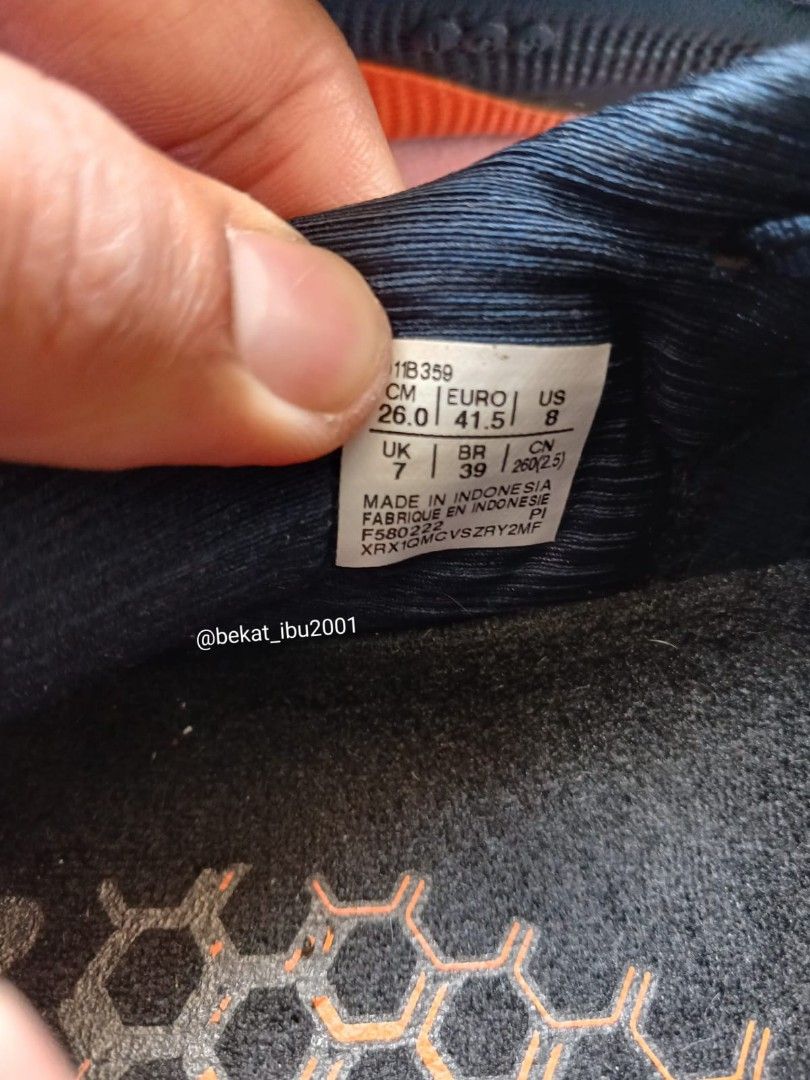 11B359
CM | EURO | US
26.0 | 41.5 | 8
UK | BR | CN
7 | 39 | 260(2.5)
MADE IN INDONESIA
FABRIQUE EN INDONESIE
F580222 PI
XRX1QMCVSZRY2MF
@bekat_ibu2001